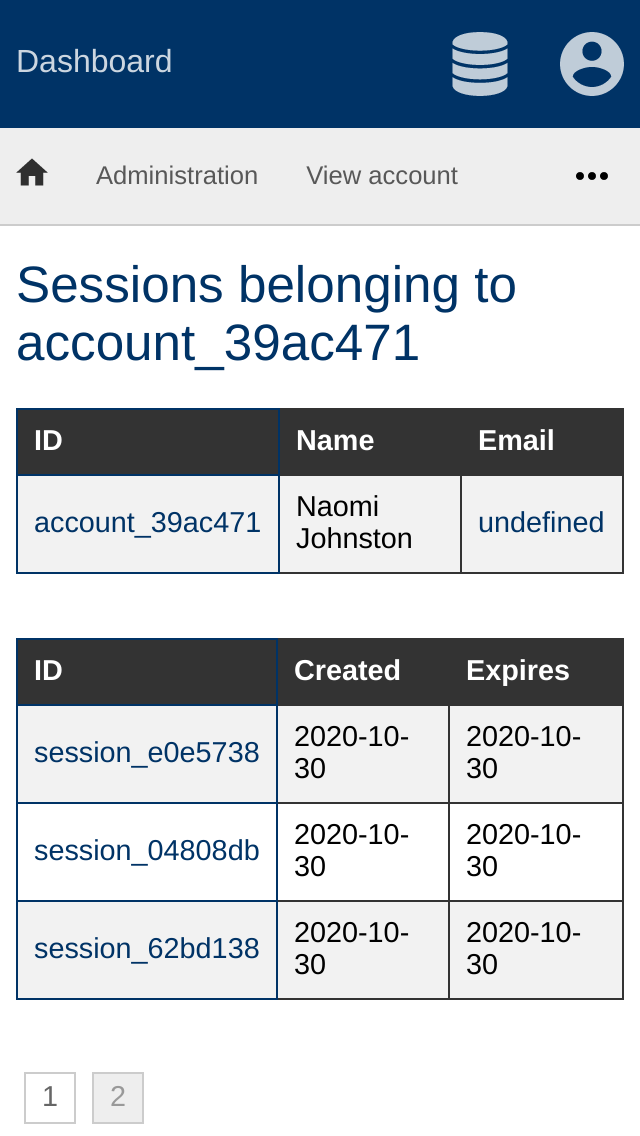 Dashboard
Administration View account
Sessions belonging to
account_39ac471
ID Name Email
account_39ac471 Naomi Johnston undefined
ID Created Expires
session_e0e5738 2020-10-30 2020-10-30
session_04808db 2020-10-30 2020-10-30
session_62bd138 2020-10-30 2020-10-30
1 2